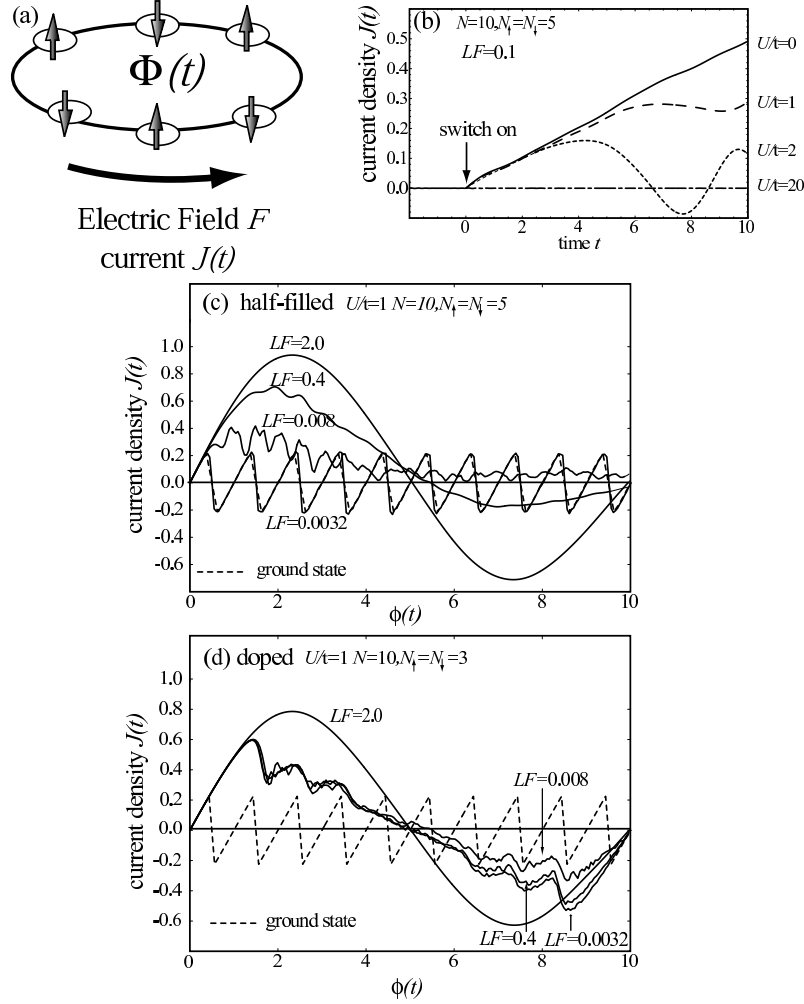 (a)
Φ(t)
Electric Field F
current J(t)
(b)
N=10,N↑=N↓=5
LF=0.1
switch on
current density J(t)
0.5
0.4
0.3
0.2
0.1
0.0
0 2 4 6 8 10
time t
U/t=0
U/t=1
U/t=2
U/t=20
(c) half-filled U/t=1 N=10,N↑=N↓=5
LF=2.0
LF=0.4
LF=0.008
LF=0.0032
ground state
current density J(t)
1.0
0.8
0.6
0.4
0.2
0.0
-0.2
-0.4
-0.6
0 2 4 6 8 10
ϕ(t)
(d) doped U/t=1 N=10,N↑=N↓=3
LF=2.0
LF=0.008
LF=0.4
LF=0.0032
ground state
current density J(t)
1.0
0.8
0.6
0.4
0.2
0.0
-0.2
-0.4
-0.6
0 2 4 6 8 10
ϕ(t)